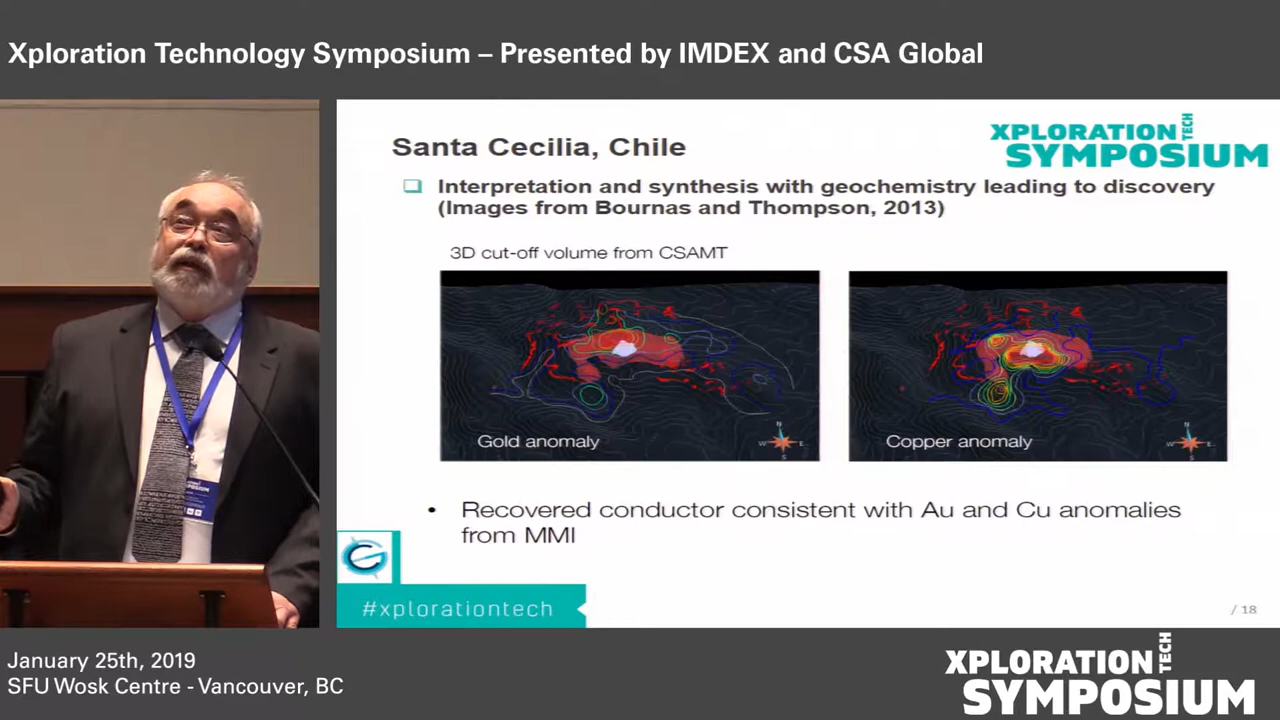 Xploration Technology Symposium – Presented by IMDEX and CSA Global
Santa Cecilia, Chile
XPLORATION TECH
SYMPOSIUM
Interpretation and synthesis with geochemistry leading to discovery
(Images from Bournas and Thompson, 2013)
3D cut-off volume from CSAMT
Gold anomaly
N
W E
S
Copper anomaly
N
W E
S
• Recovered conductor consistent with Au and Cu anomalies
from MMI
#xplorationtech
/ 18
SYMPOSIUM
January 25th, 2019
SFU Wosk Centre - Vancouver, BC
XPLORATION TECH
SYMPOSIUM